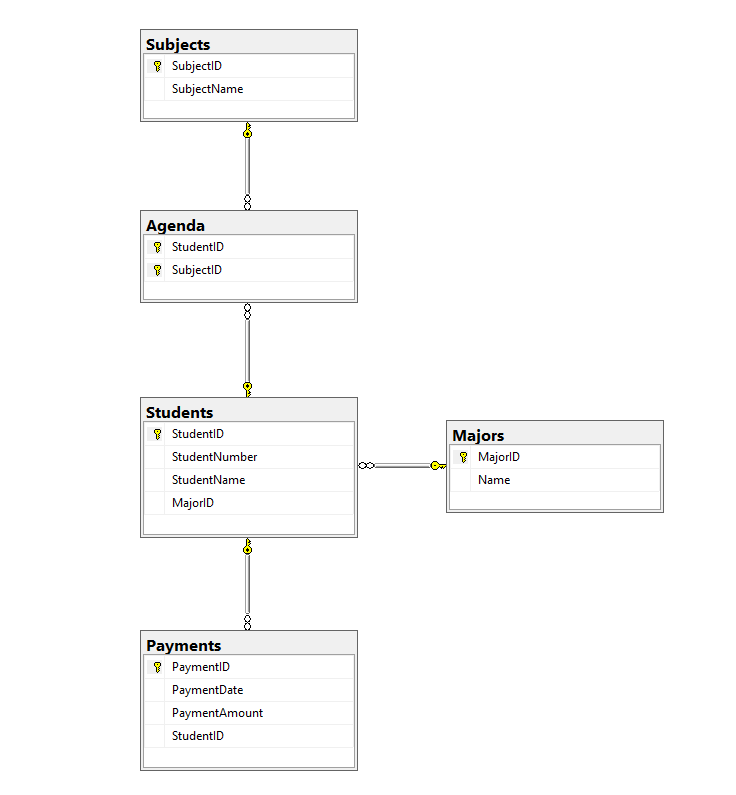 Subjects
SubjectID
SubjectName
Agenda
StudentID
SubjectID
Students
StudentID
StudentNumber
StudentName
MajorID
Majors
MajorID
Name
Payments
PaymentID
PaymentDate
PaymentAmount
StudentID